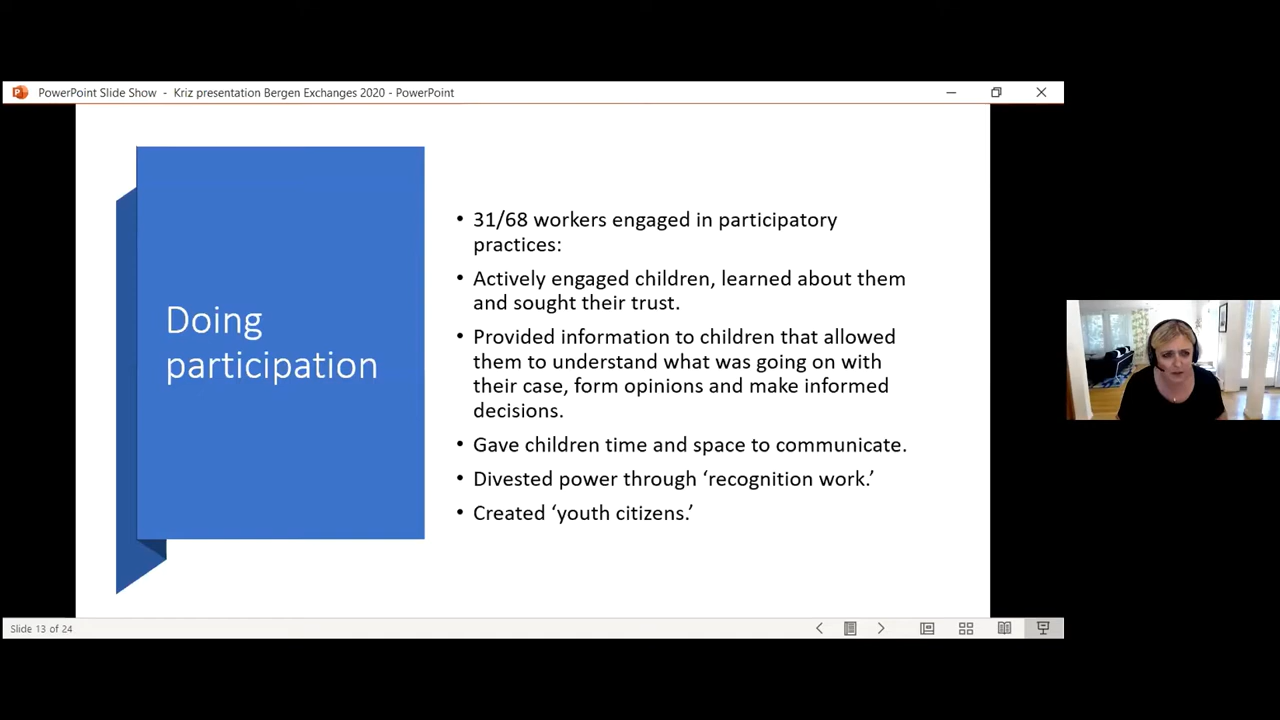 PowerPoint Slide Show - Kriz presentation Bergen Exchanges 2020 - PowerPoint
Doing
participation
• 31/68 workers engaged in participatory
practices:
• Actively engaged children, learned about them
and sought their trust.
• Provided information to children that allowed
them to understand what was going on with
their case, form opinions and make informed
decisions.
• Gave children time and space to communicate.
• Divested power through ‘recognition work.’
• Created ‘youth citizens.’
Slide 13 of 24